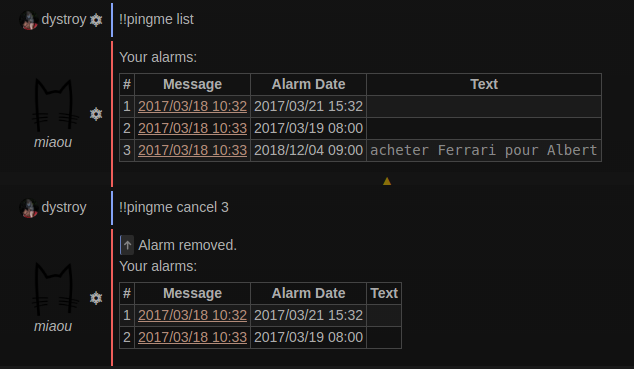 dystroy !!pingme list
Your alarms:
# Message Alarm Date Text
1 2017/03/18 10:32 2017/03/21 15:32
2 2017/03/18 10:33 2017/03/19 08:00
3 2017/03/18 10:33 2018/12/04 09:00 acheter Ferrari pour Albert
miaou
dystroy !!pingme cancel 3
↑ Alarm removed.
Your alarms:
# Message Alarm Date Text
1 2017/03/18 10:32 2017/03/21 15:32
2 2017/03/18 10:33 2017/03/19 08:00
miaou